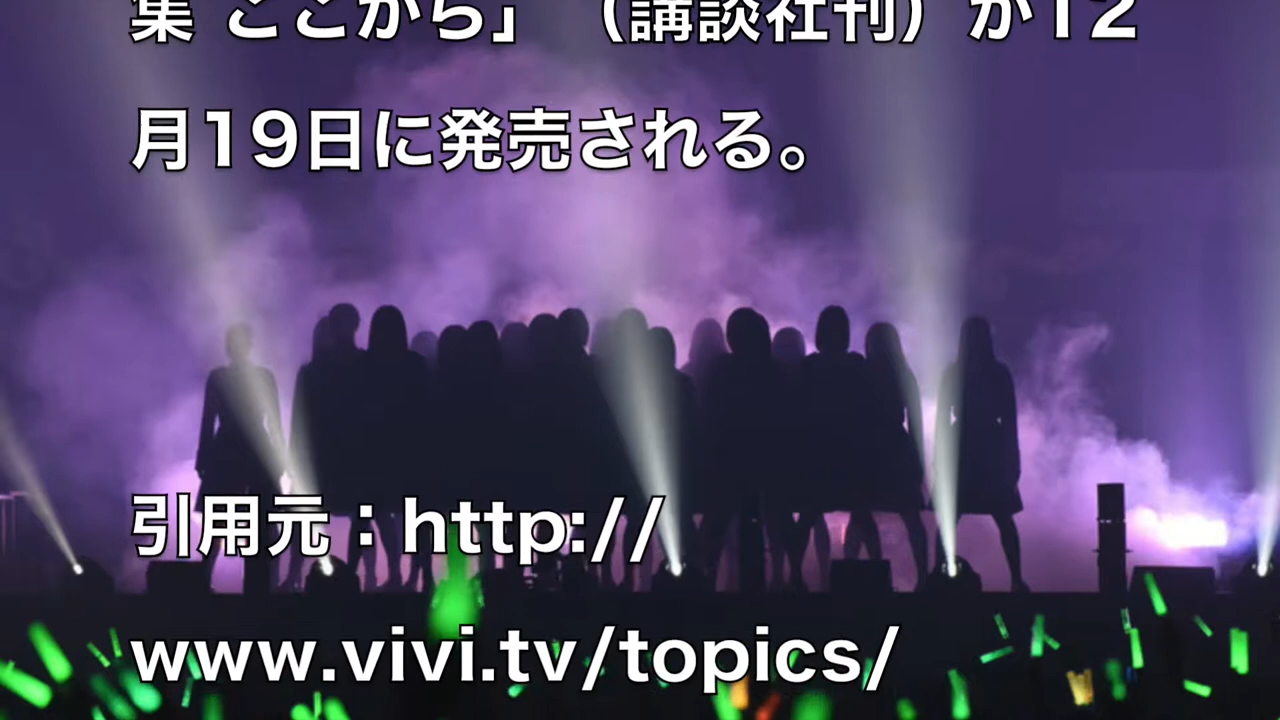 集 ここから」（講談社刊）が12
月19日に発売される。
引用元：http://
www.vivi.tv/topics/